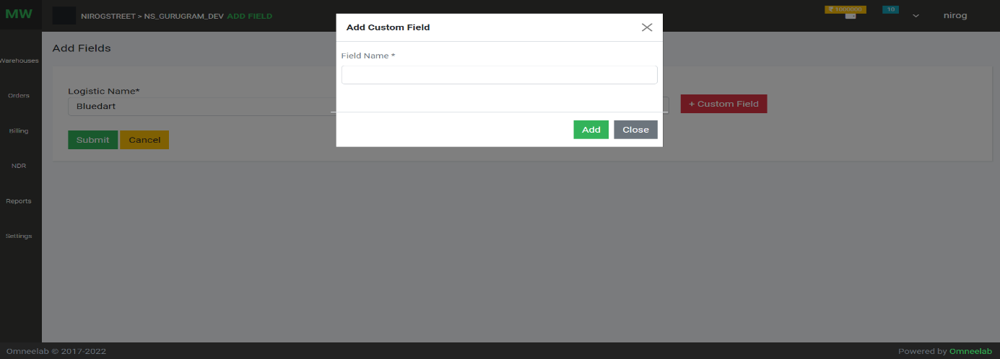 MW
NIROGSTREET > NS_GURUGRAM_DEV ADD FIELD
₹ 1000000
10
nirog
Warehouses
Orders
Billing
NDR
Reports
Settings
Add Fields
Logistic Name*
Bluedart
+ Custom Field
Submit
Cancel
Add Custom Field
Field Name *
Add
Close
Omneelab © 2017-2022
Powered by Omneelab